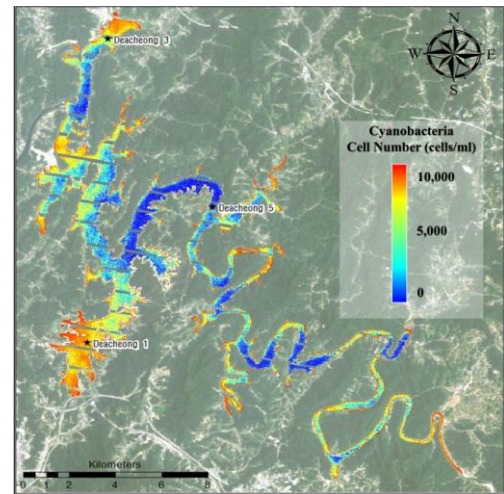 Deacheong 3
N
W E
S
Cyanobacteria
Cell Number (cells/ml)
10,000
5,000
0
Deacheong 5
Deacheong 1
Kilometers
0 1 2 4 6 8